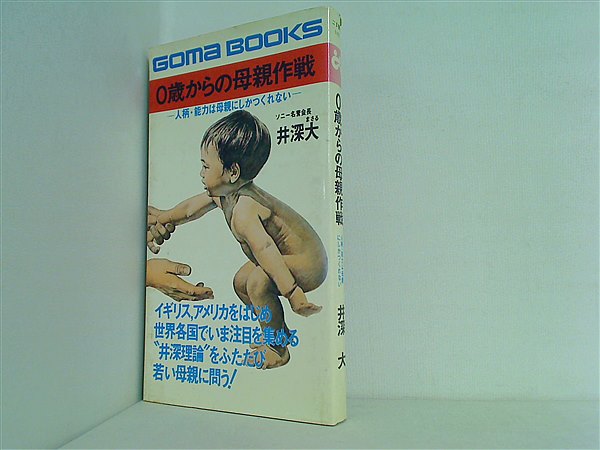 GOMA BOOKS
0歳からの母親作戦
―人柄・能力は母親にしかつくれない―
ソニー名誉会長
まさる
井深大
イギリス,アメリカをはじめ
世界各国でいま注目を集める
“井深理論”をふたたび
若い母親に問う!
0歳からの母親作戦
井深 大